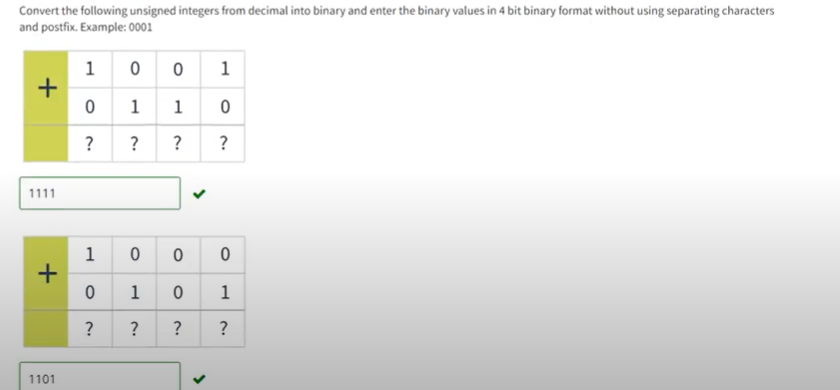 Convert the following unsigned integers from decimal into binary and enter the binary values in 4 bit binary format without using separating characters
and postfix. Example: 0001
+
1 0 0 1
0 1 1 0
? ? ? ?
1111
+
1 0 0 0
0 1 0 1
? ? ? ?
1101